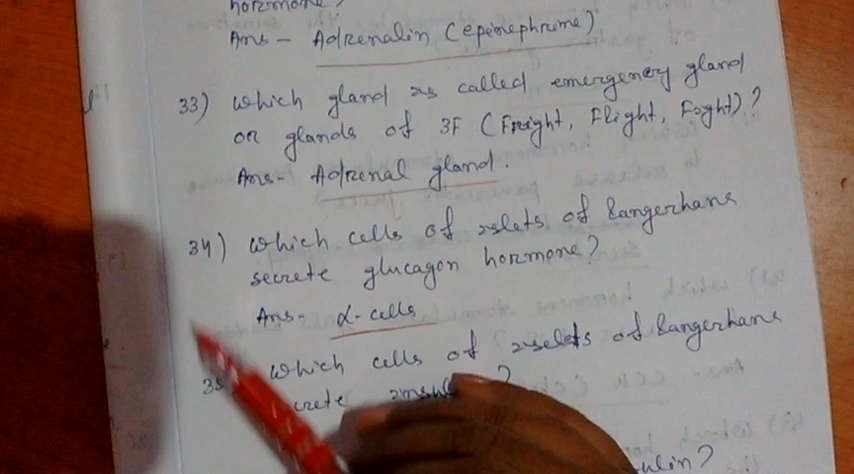 hormone?
Ans - Adrenalin (epinephrine)
33) which gland is called emergency gland
or glands of 3F (Fright, Flight, Fight)?
Ans- Adrenal gland.
34) which cells of islets of Langerhans
secrete glucagon hormone?
Ans- α-cells
which cells of islets of Langerhans
?